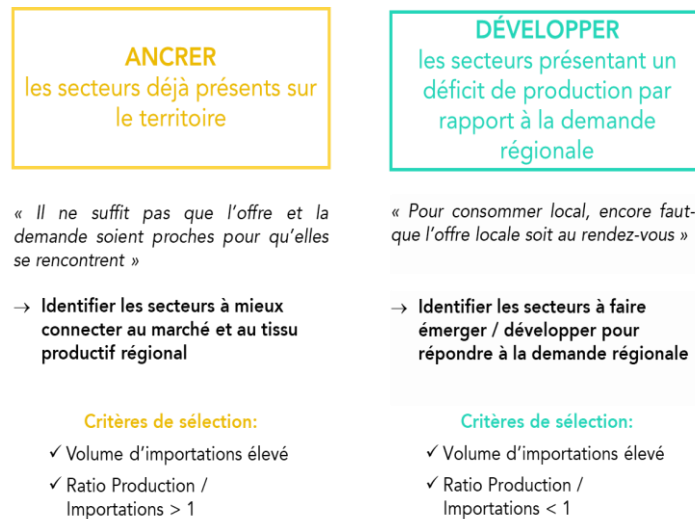 ANCRER
les secteurs déjà présents sur
le territoire
« Il ne suffit pas que l'offre et la
demande soient proches pour qu'elles
se rencontrent »
→ Identifier les secteurs à mieux
connecter au marché et au tissu
productif régional
Critères de sélection:
✓ Volume d'importations élevé
✓ Ratio Production /
Importations > 1
DÉVELOPPER
les secteurs présentant un
déficit de production par
rapport à la demande
régionale
« Pour consommer local, encore faut-
que l'offre locale soit au rendez-vous »
→ Identifier les secteurs à faire
émerger / développer pour
répondre à la demande régionale
Critères de sélection:
✓ Volume d'importations élevé
✓ Ratio Production /
Importations < 1